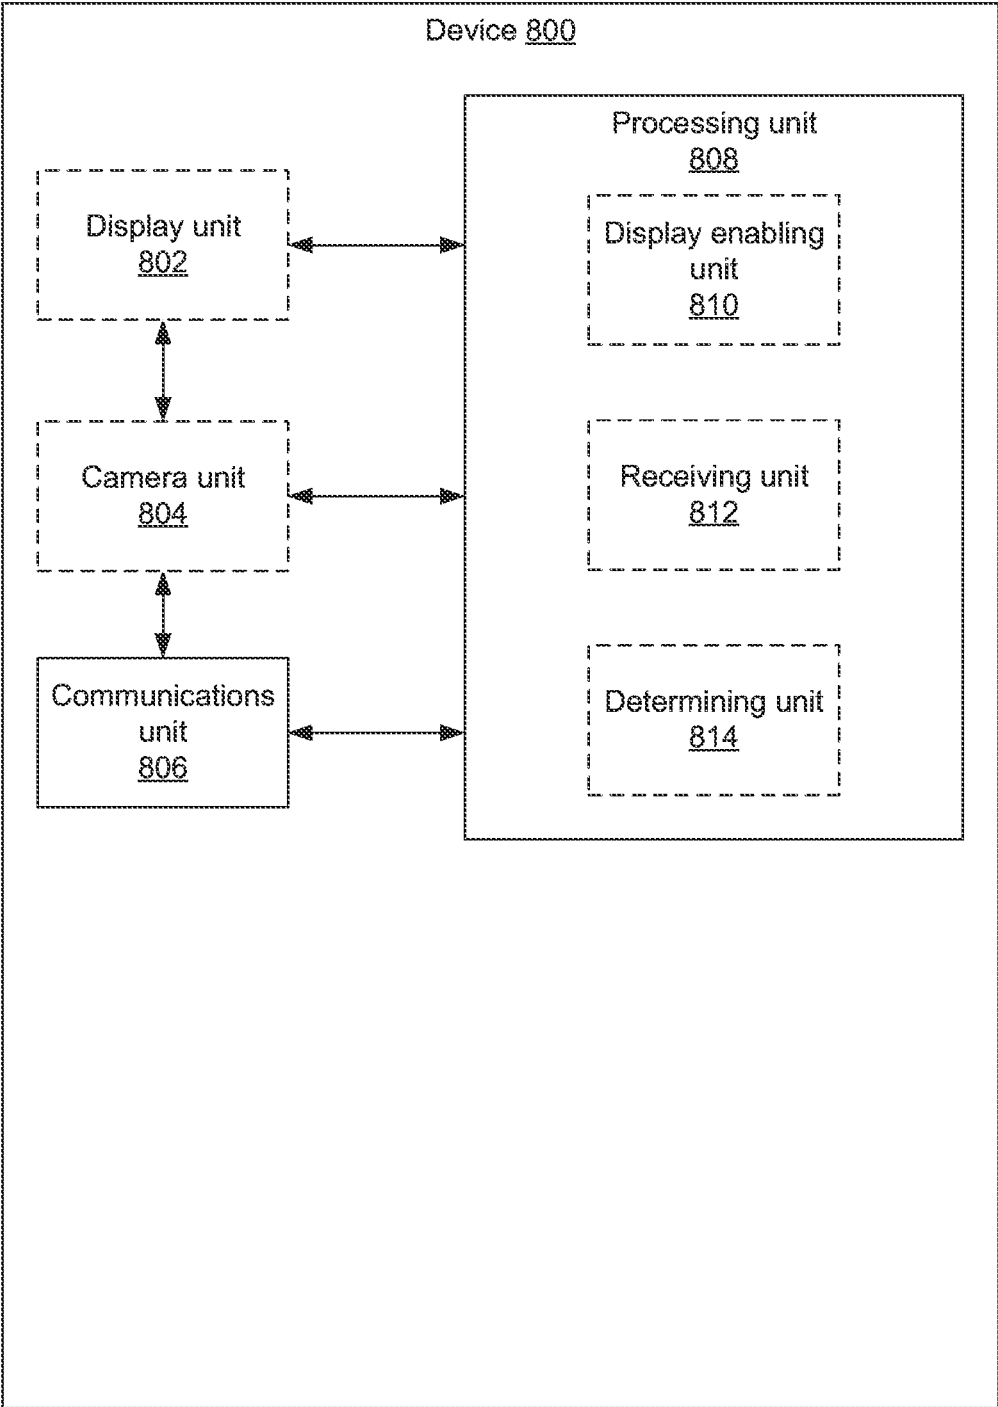 Device 800
Processing unit
808
Display unit
802
Display enabling
unit
810
Camera unit
804
Receiving unit
812
Communications
unit
806
Determining unit
814